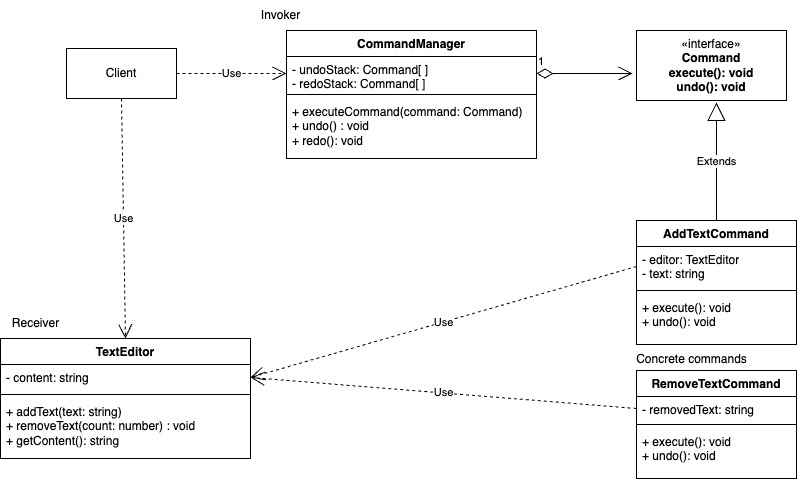 Invoker
CommandManager
- undoStack: Command[ ]
- redoStack: Command[ ]
+ executeCommand(command: Command)
+ undo() : void
+ redo(): void
Client
Use
1
«interface»
Command
execute(): void
undo(): void
Extends
Use
AddTextCommand
- editor: TextEditor
- text: string
+ execute(): void
+ undo(): void
Use
Receiver
TextEditor
- content: string
+ addText(text: string)
+ removeText(count: number) : void
+ getContent(): string
Concrete commands
RemoveTextCommand
- removedText: string
+ execute(): void
+ undo(): void
Use